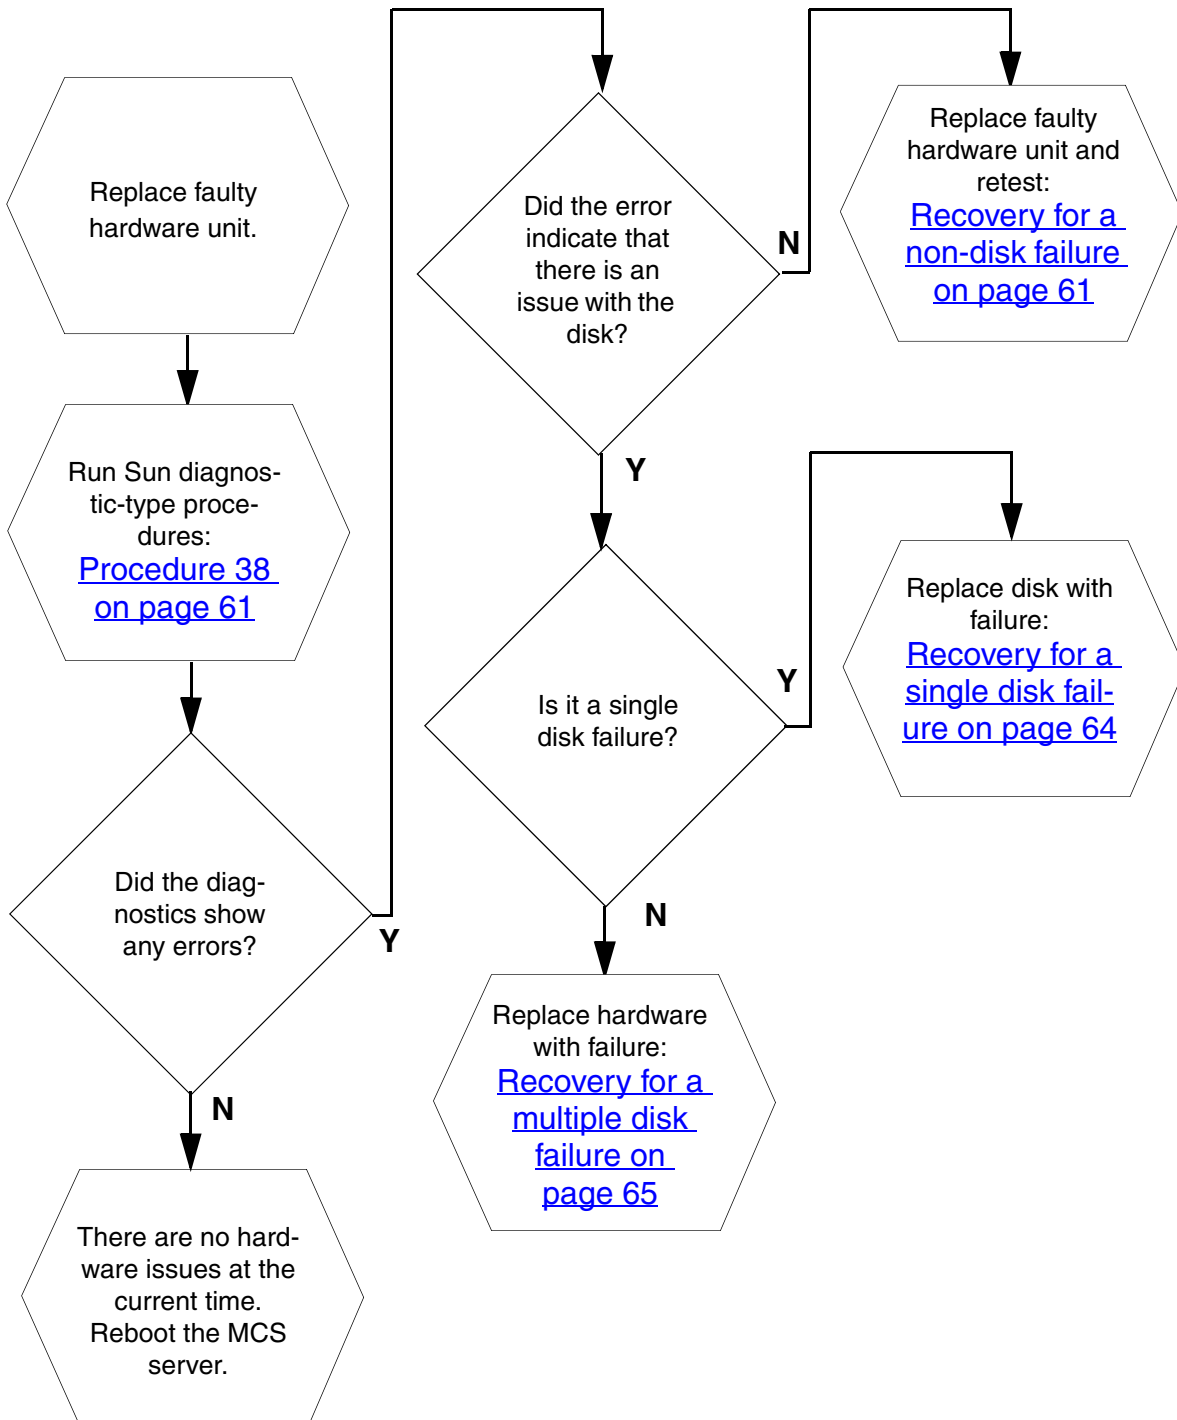 Replace faulty
hardware unit.
Run Sun diagnos-
tic-type proce-
dures:
Procedure 38
on page 61
Did the diag-
nostics show
any errors?
Y
N
There are no hard-
ware issues at the
current time.
Reboot the MCS
server.
Did the error
indicate that
there is an
issue with the
disk?
N
Y
Replace faulty
hardware unit and
retest:
Recovery for a
non-disk failure
on page 61
Is it a single
disk failure?
Y
N
Replace disk with
failure:
Recovery for a
single disk fail-
ure on page 64
Replace hardware
with failure:
Recovery for a
multiple disk
failure on
page 65